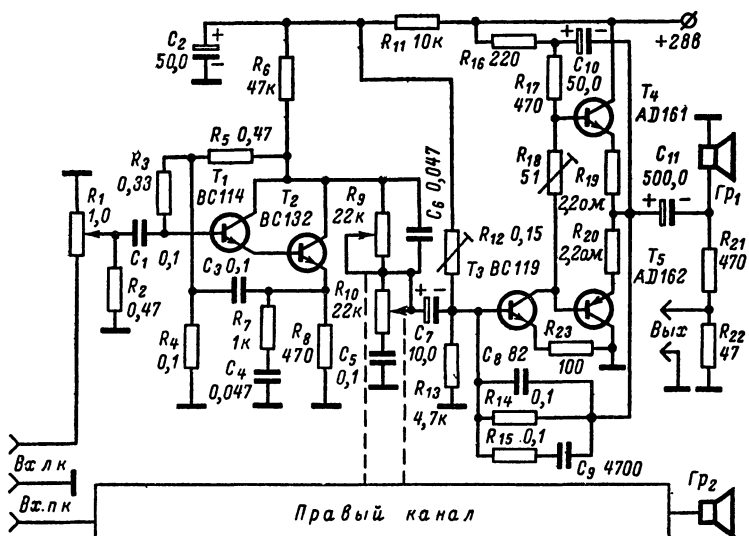 C2
50,0
+
−
R6
47к
R11 10к
R16 220
+ −
C10
50,0
+28в
R17
470
T4
AD161
R5 0,47
R3
0,33
T1
BC114
T2
BC132
R9
22к
C6 0,047
R18
51
R19
2,2ом
C11
500,0
+ −
Гр1
R1
1,0
C1 0,1
R12 0,15
R20
2,2ом
T5
AD162
R21
470
R2
0,47
C3 0,1
R10
22к
+ −
T3 BC119
R4
0,1
R7
1к
R8
470
C7
10,0
C8 82
R23
100
Вых
R22
47
C4
0,047
C5
0,1
R13
4,7к
R14 0,1
R15 0,1
C9 4700
Вх лк
Вх.пк
Правый канал
Гр2